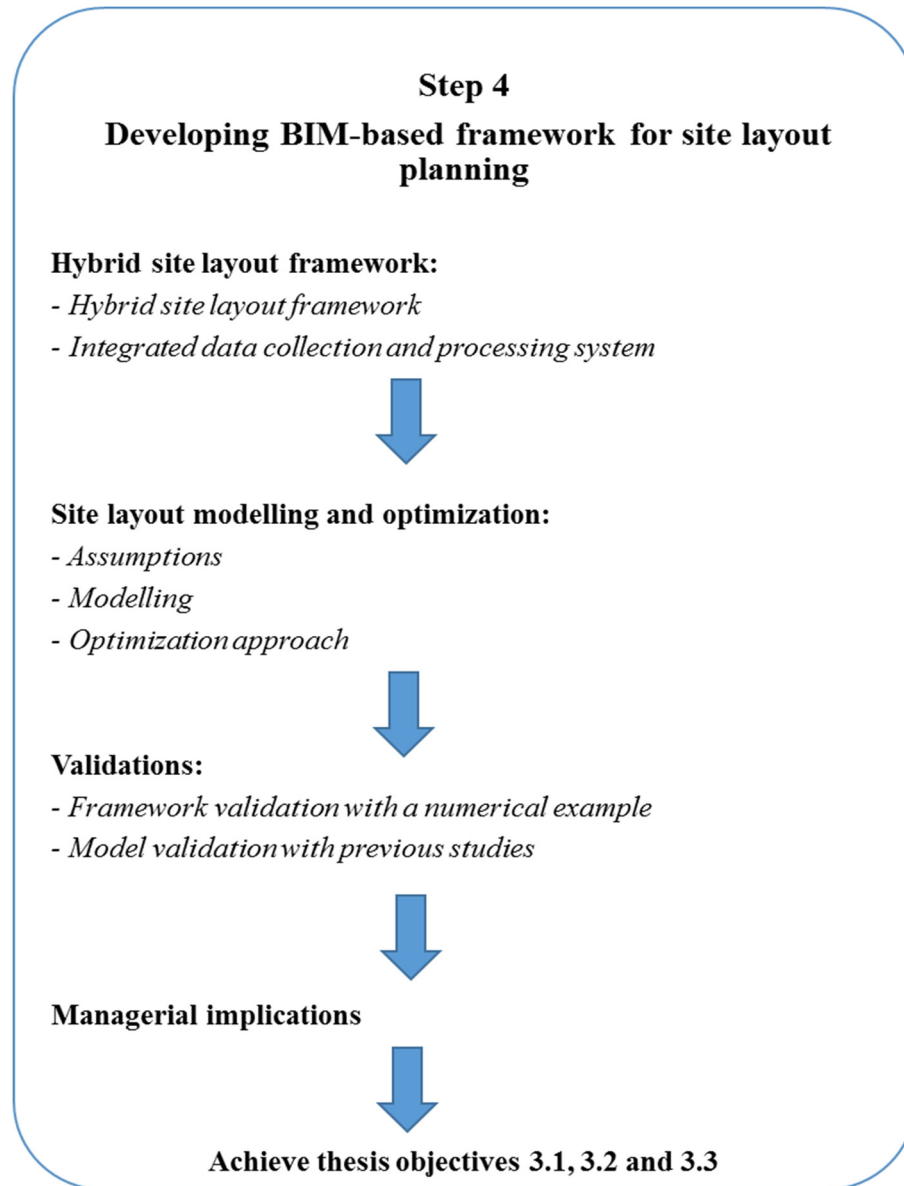 Step 4
Developing BIM-based framework for site layout
planning
Hybrid site layout framework:
- Hybrid site layout framework
- Integrated data collection and processing system
Site layout modelling and optimization:
- Assumptions
- Modelling
- Optimization approach
Validations:
- Framework validation with a numerical example
- Model validation with previous studies
Managerial implications
Achieve thesis objectives 3.1, 3.2 and 3.3